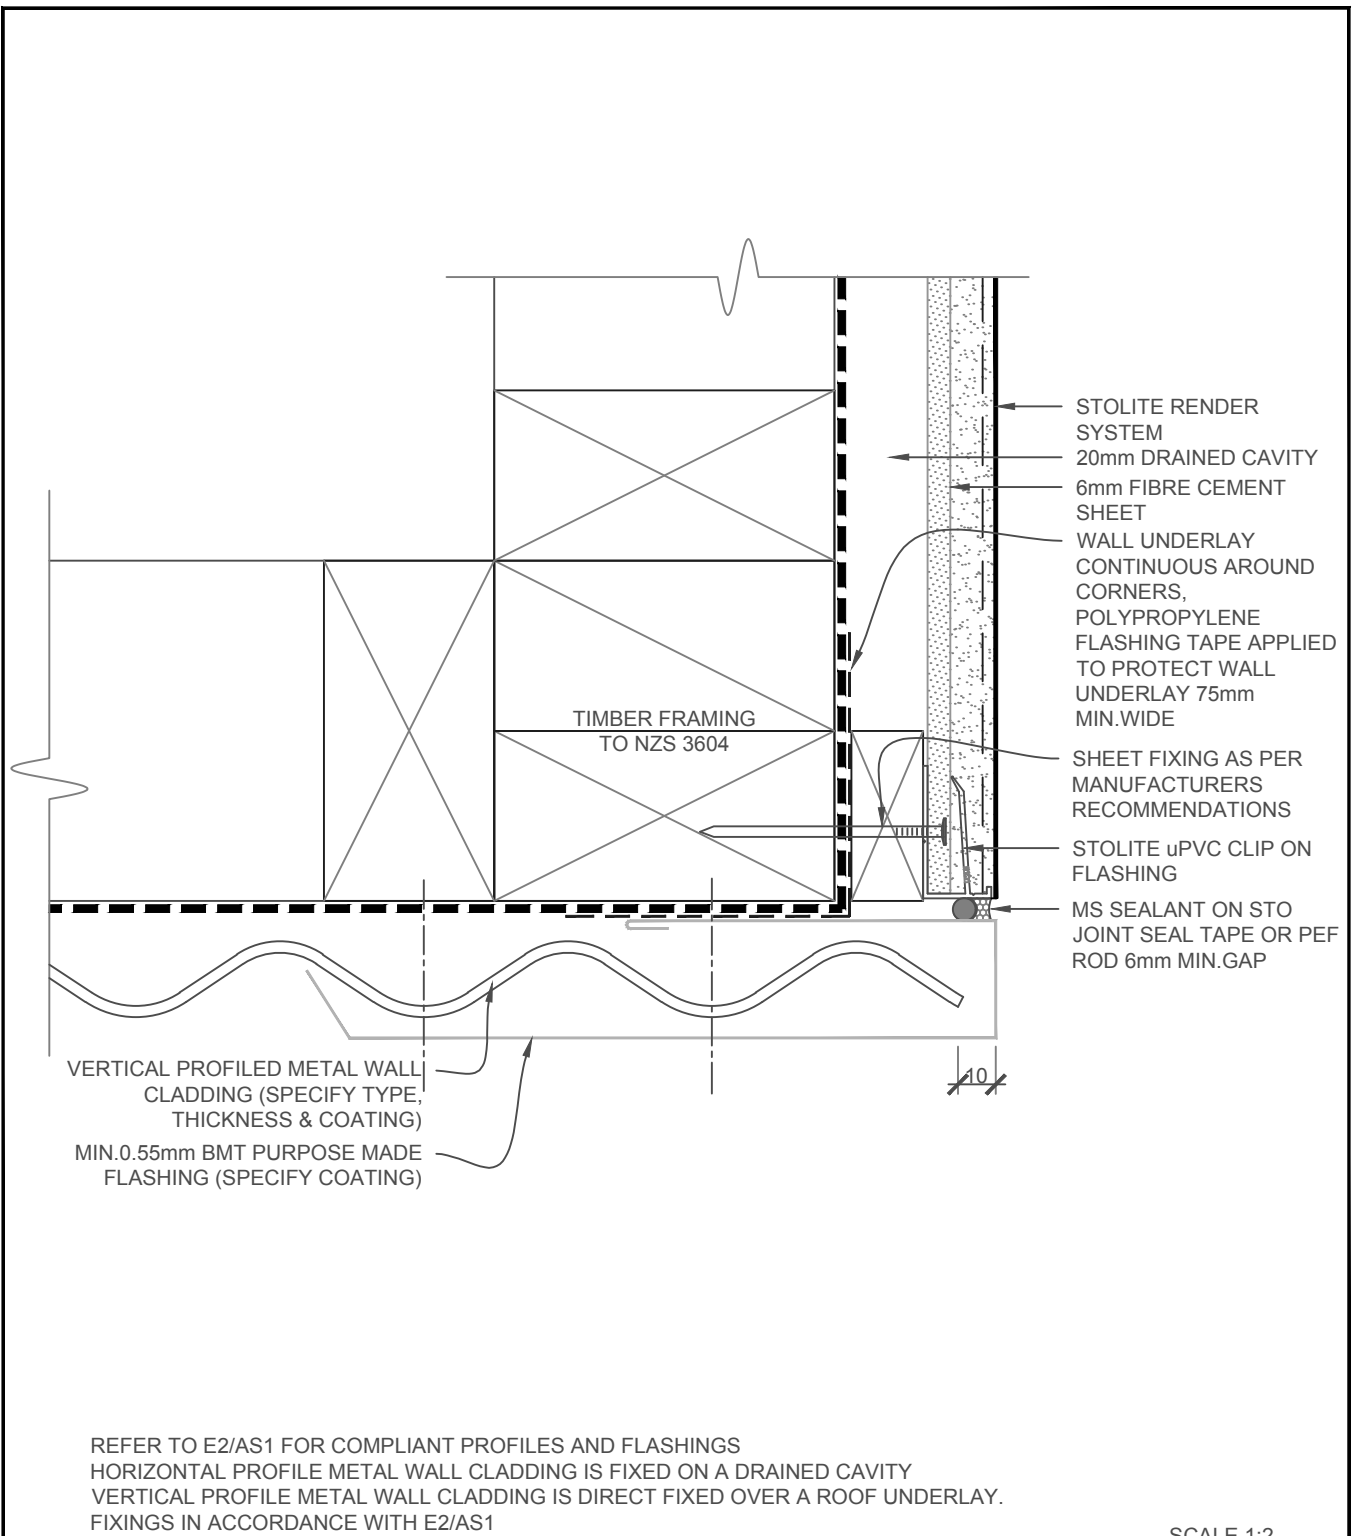 STOLITE RENDER
SYSTEM
20mm DRAINED CAVITY
6mm FIBRE CEMENT
SHEET
WALL UNDERLAY
CONTINUOUS AROUND
CORNERS,
POLYPROPYLENE
FLASHING TAPE APPLIED
TO PROTECT WALL
UNDERLAY 75mm
MIN.WIDE
TIMBER FRAMING
TO NZS 3604
SHEET FIXING AS PER
MANUFACTURERS
RECOMMENDATIONS
STOLITE uPVC CLIP ON
FLASHING
MS SEALANT ON STO
JOINT SEAL TAPE OR PEF
ROD 6mm MIN.GAP
VERTICAL PROFILED METAL WALL
CLADDING (SPECIFY TYPE,
THICKNESS & COATING)
10
MIN.0.55mm BMT PURPOSE MADE
FLASHING (SPECIFY COATING)
REFER TO E2/AS1 FOR COMPLIANT PROFILES AND FLASHINGS
HORIZONTAL PROFILE METAL WALL CLADDING IS FIXED ON A DRAINED CAVITY
VERTICAL PROFILE METAL WALL CLADDING IS DIRECT FIXED OVER A ROOF UNDERLAY.
FIXINGS IN ACCORDANCE WITH E2/AS1
SCALE 1:2